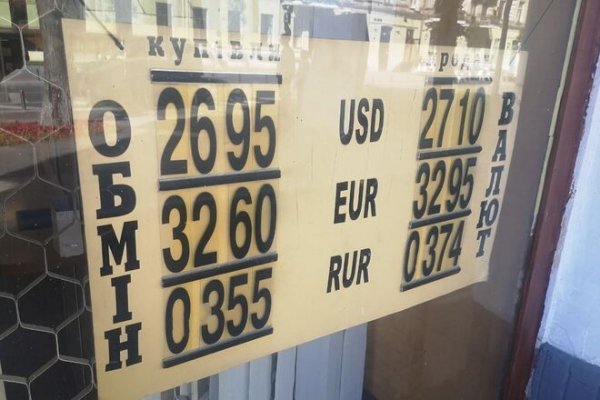 купівля продаж
ОБМІН
2695 USD 2710
3260 EUR 3295
0355 RUR 0374
ВАЛЮТ